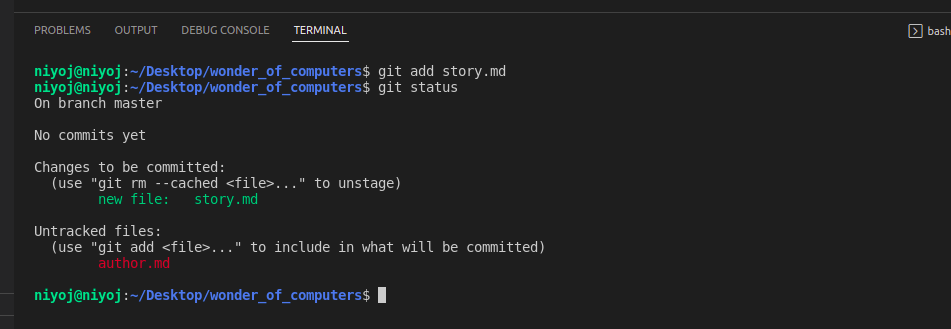 PROBLEMS OUTPUT DEBUG CONSOLE TERMINAL bash
niyoj@niyoj:~/Desktop/wonder_of_computers$ git add story.md
niyoj@niyoj:~/Desktop/wonder_of_computers$ git status
On branch master
No commits yet
Changes to be committed:
(use "git rm --cached <file>..." to unstage)
new file: story.md
Untracked files:
(use "git add <file>..." to include in what will be committed)
author.md
niyoj@niyoj:~/Desktop/wonder_of_computers$